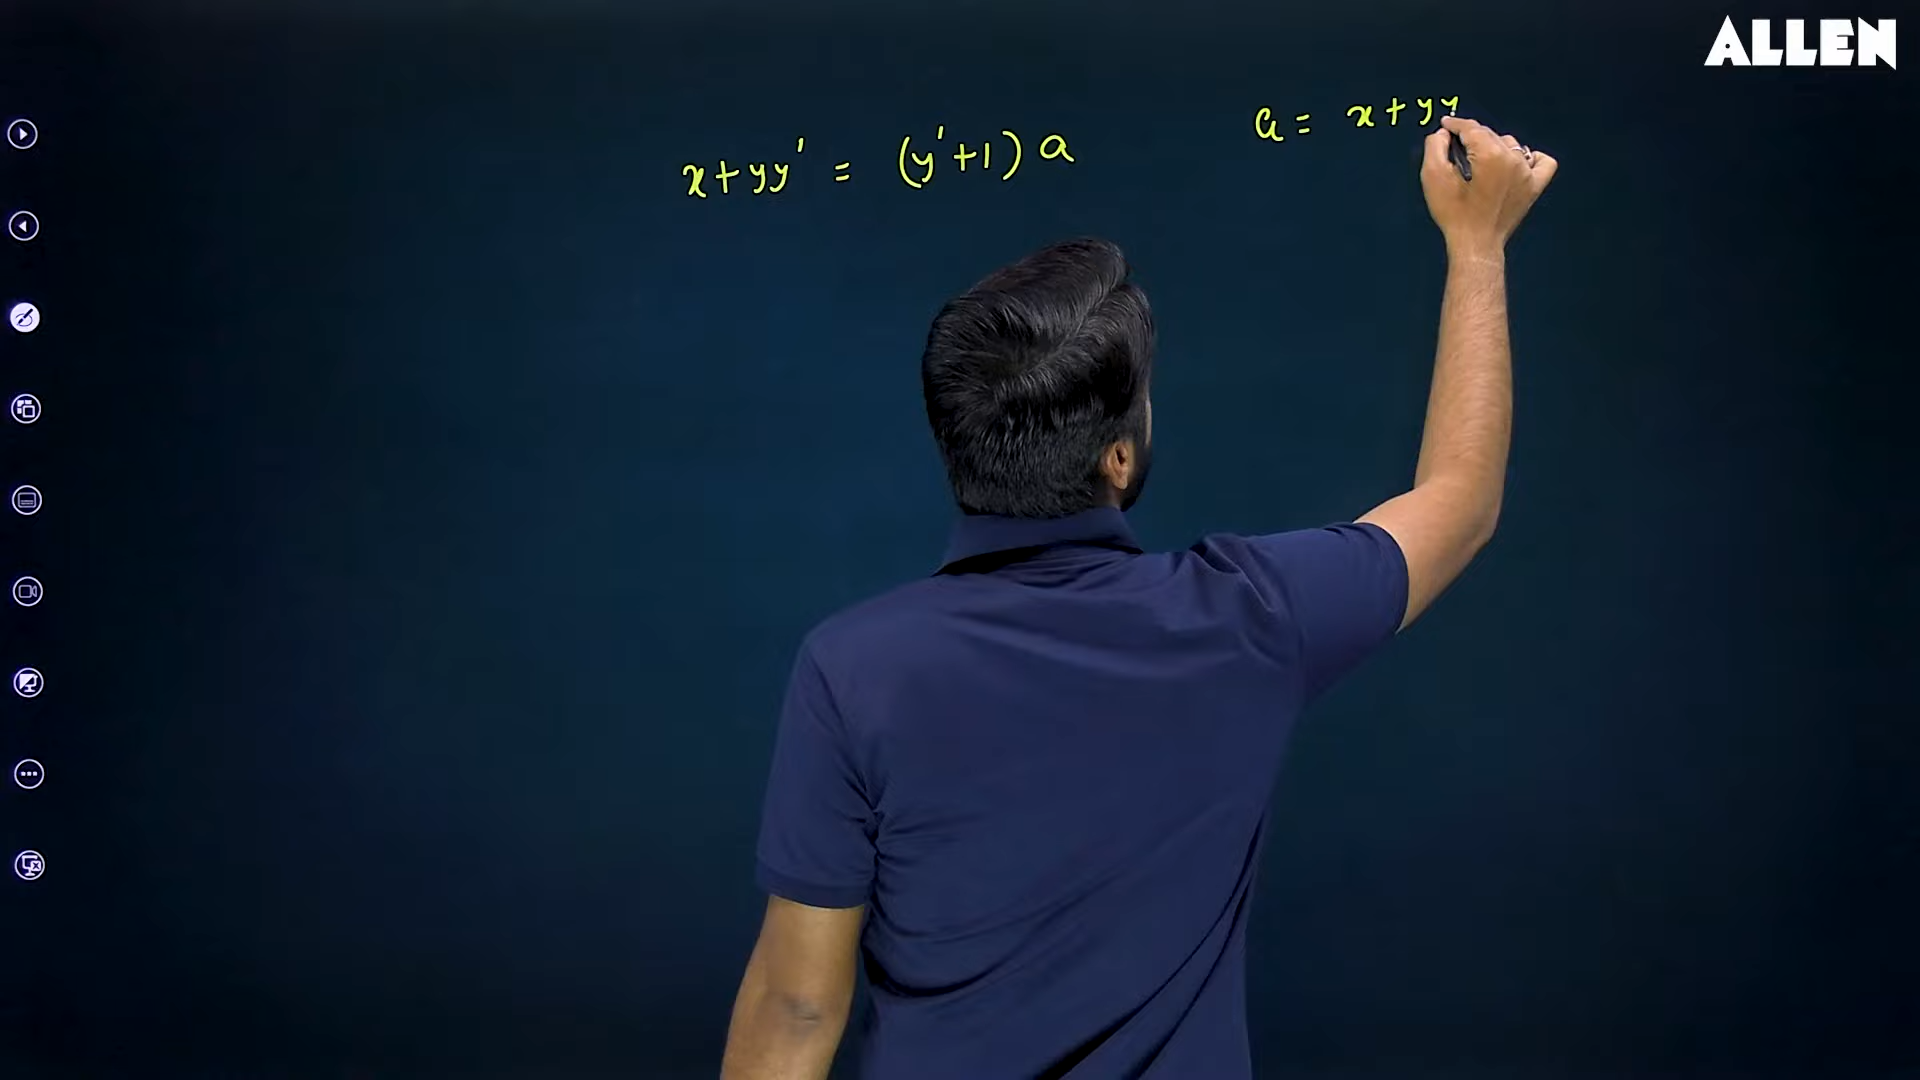 ALLEN
x+yy' = (y'+1) a
a = x+yy